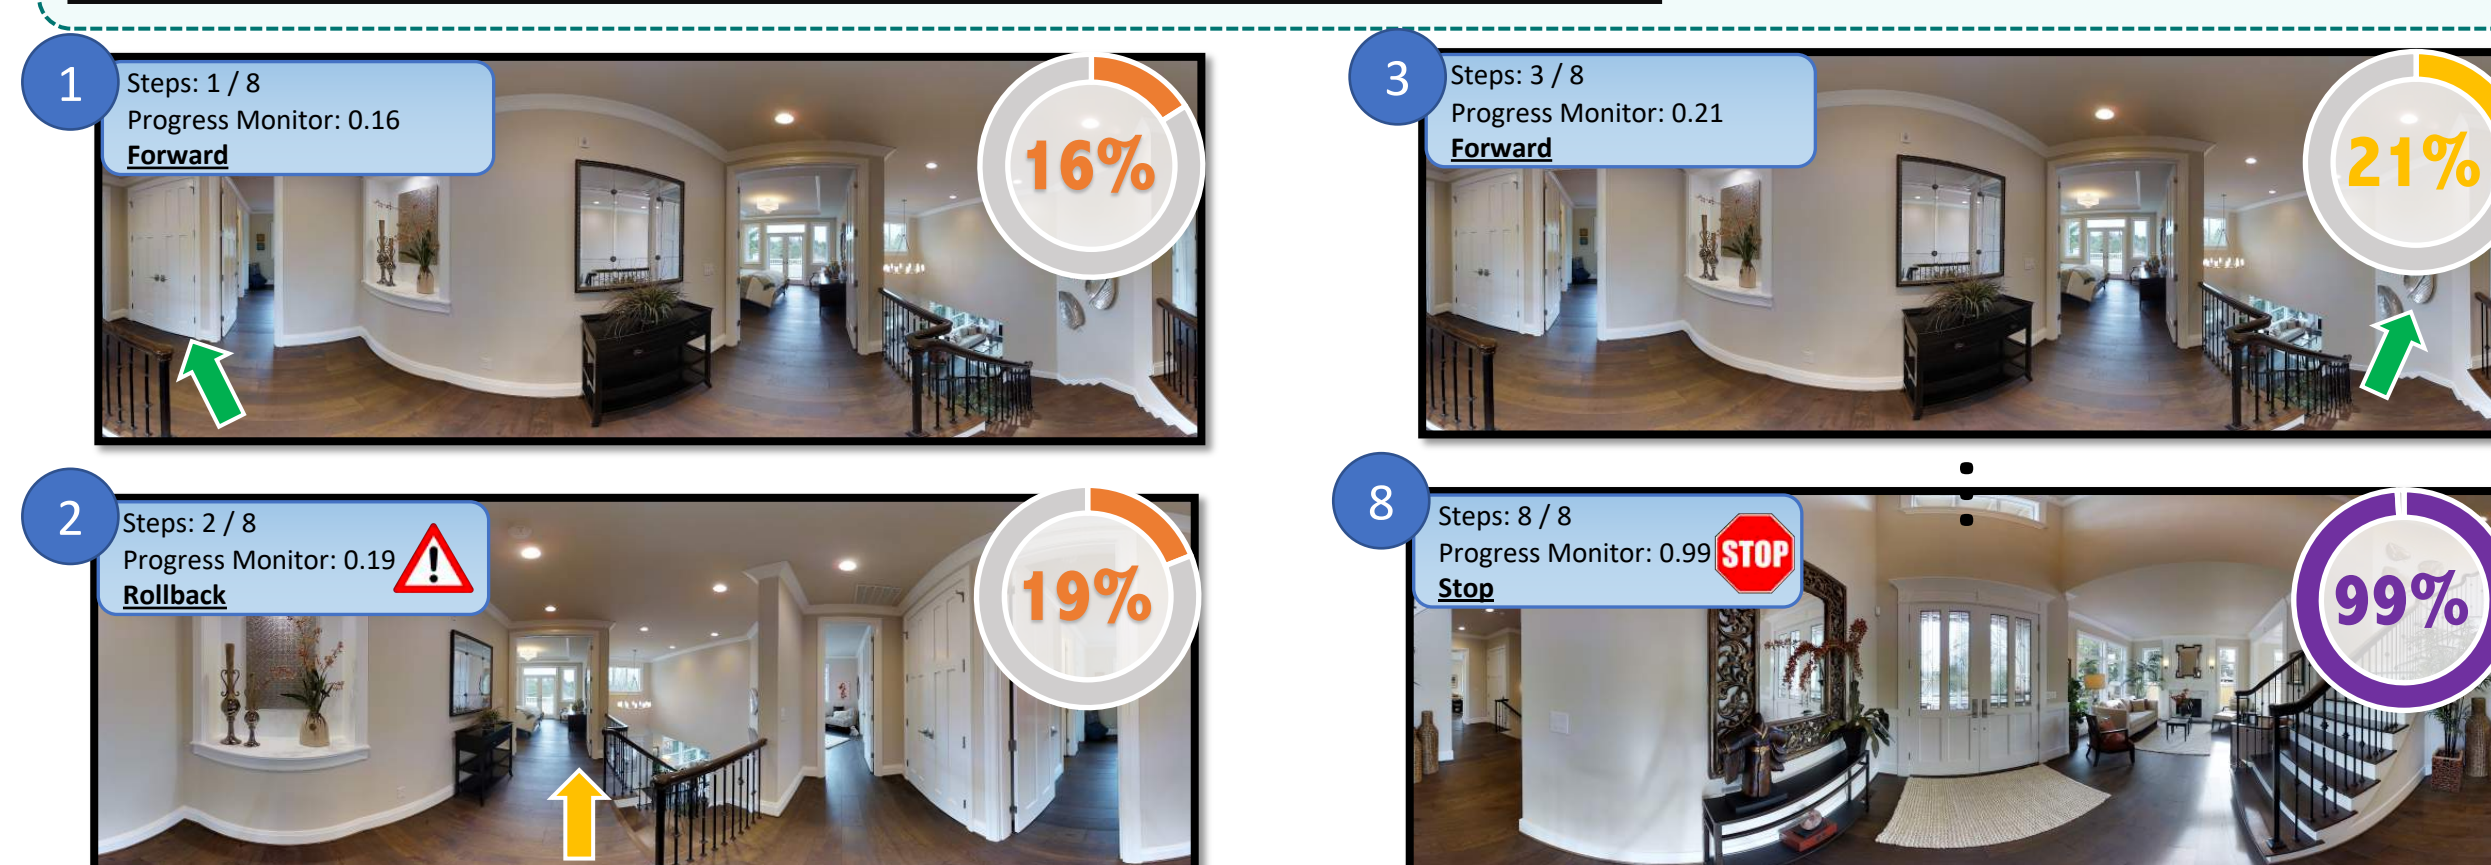 1
Steps: 1 / 8
Progress Monitor: 0.16
Forward
16%
2
Steps: 2 / 8
Progress Monitor: 0.19
Rollback
!
19%
3
Steps: 3 / 8
Progress Monitor: 0.21
Forward
21%
8
Steps: 8 / 8
Progress Monitor: 0.99
Stop
STOP
99%